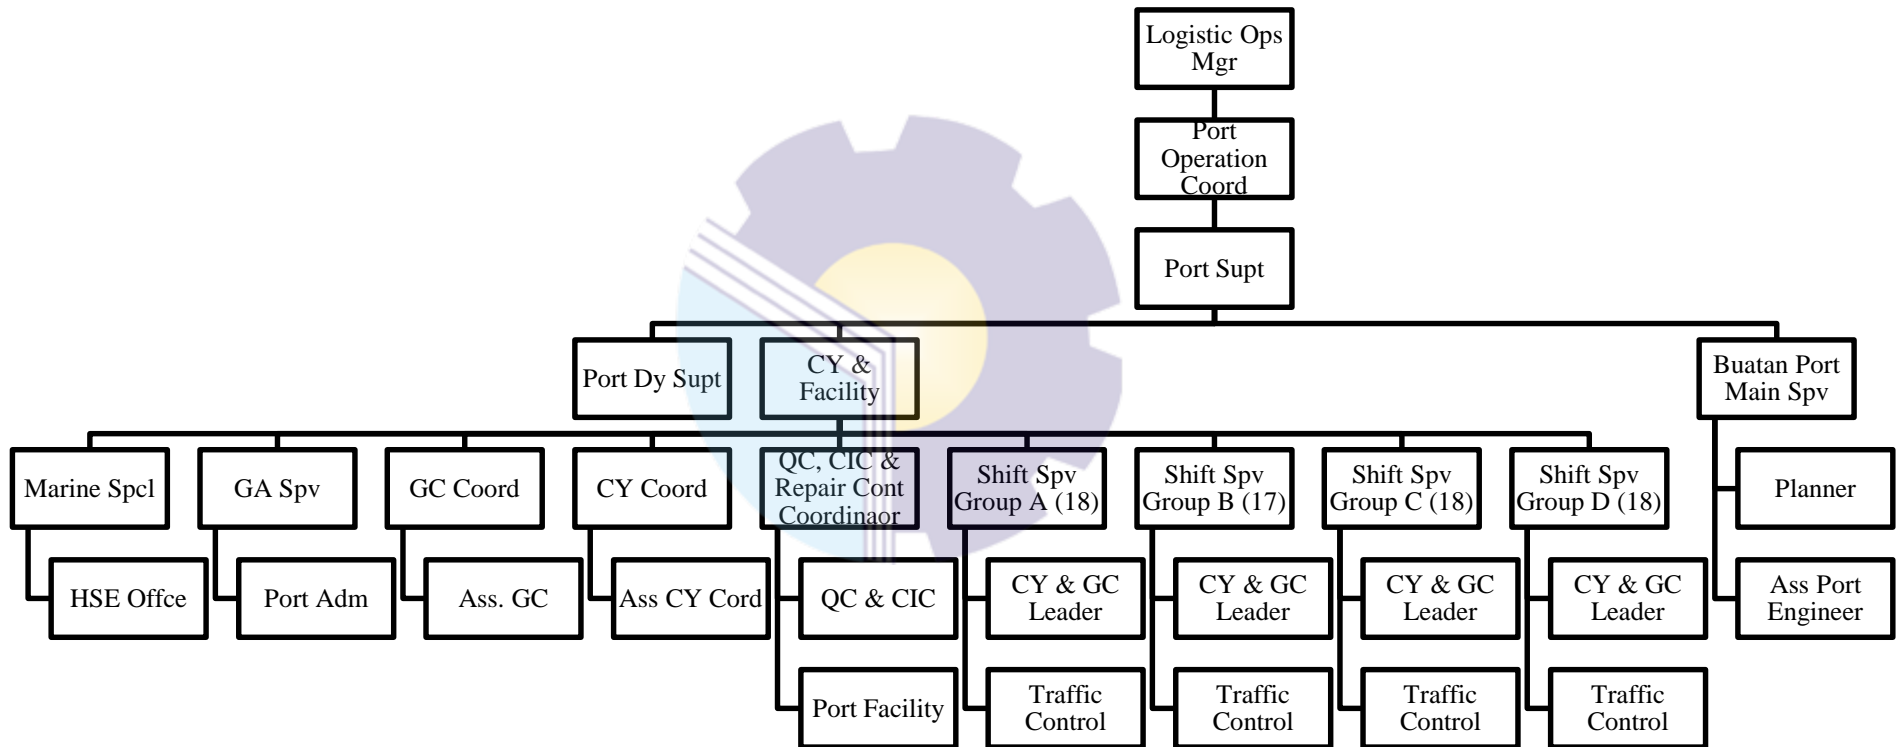 Logistic Ops
Mgr
Port
Operation
Coord
Port Supt
Port Dy Supt
CY &
Facility
Buatan Port
Main Spv
Marine Spcl
GA Spv
GC Coord
CY Coord
QC, CIC &
Repair Cont
Coordinaor
Shift Spv
Group A (18)
Shift Spv
Group B (17)
Shift Spv
Group C (18)
Shift Spv
Group D (18)
Planner
HSE Offce
Port Adm
Ass. GC
Ass CY Cord
QC & CIC
CY & GC
Leader
CY & GC
Leader
CY & GC
Leader
CY & GC
Leader
Ass Port
Engineer
Port Facility
Traffic
Control
Traffic
Control
Traffic
Control
Traffic
Control